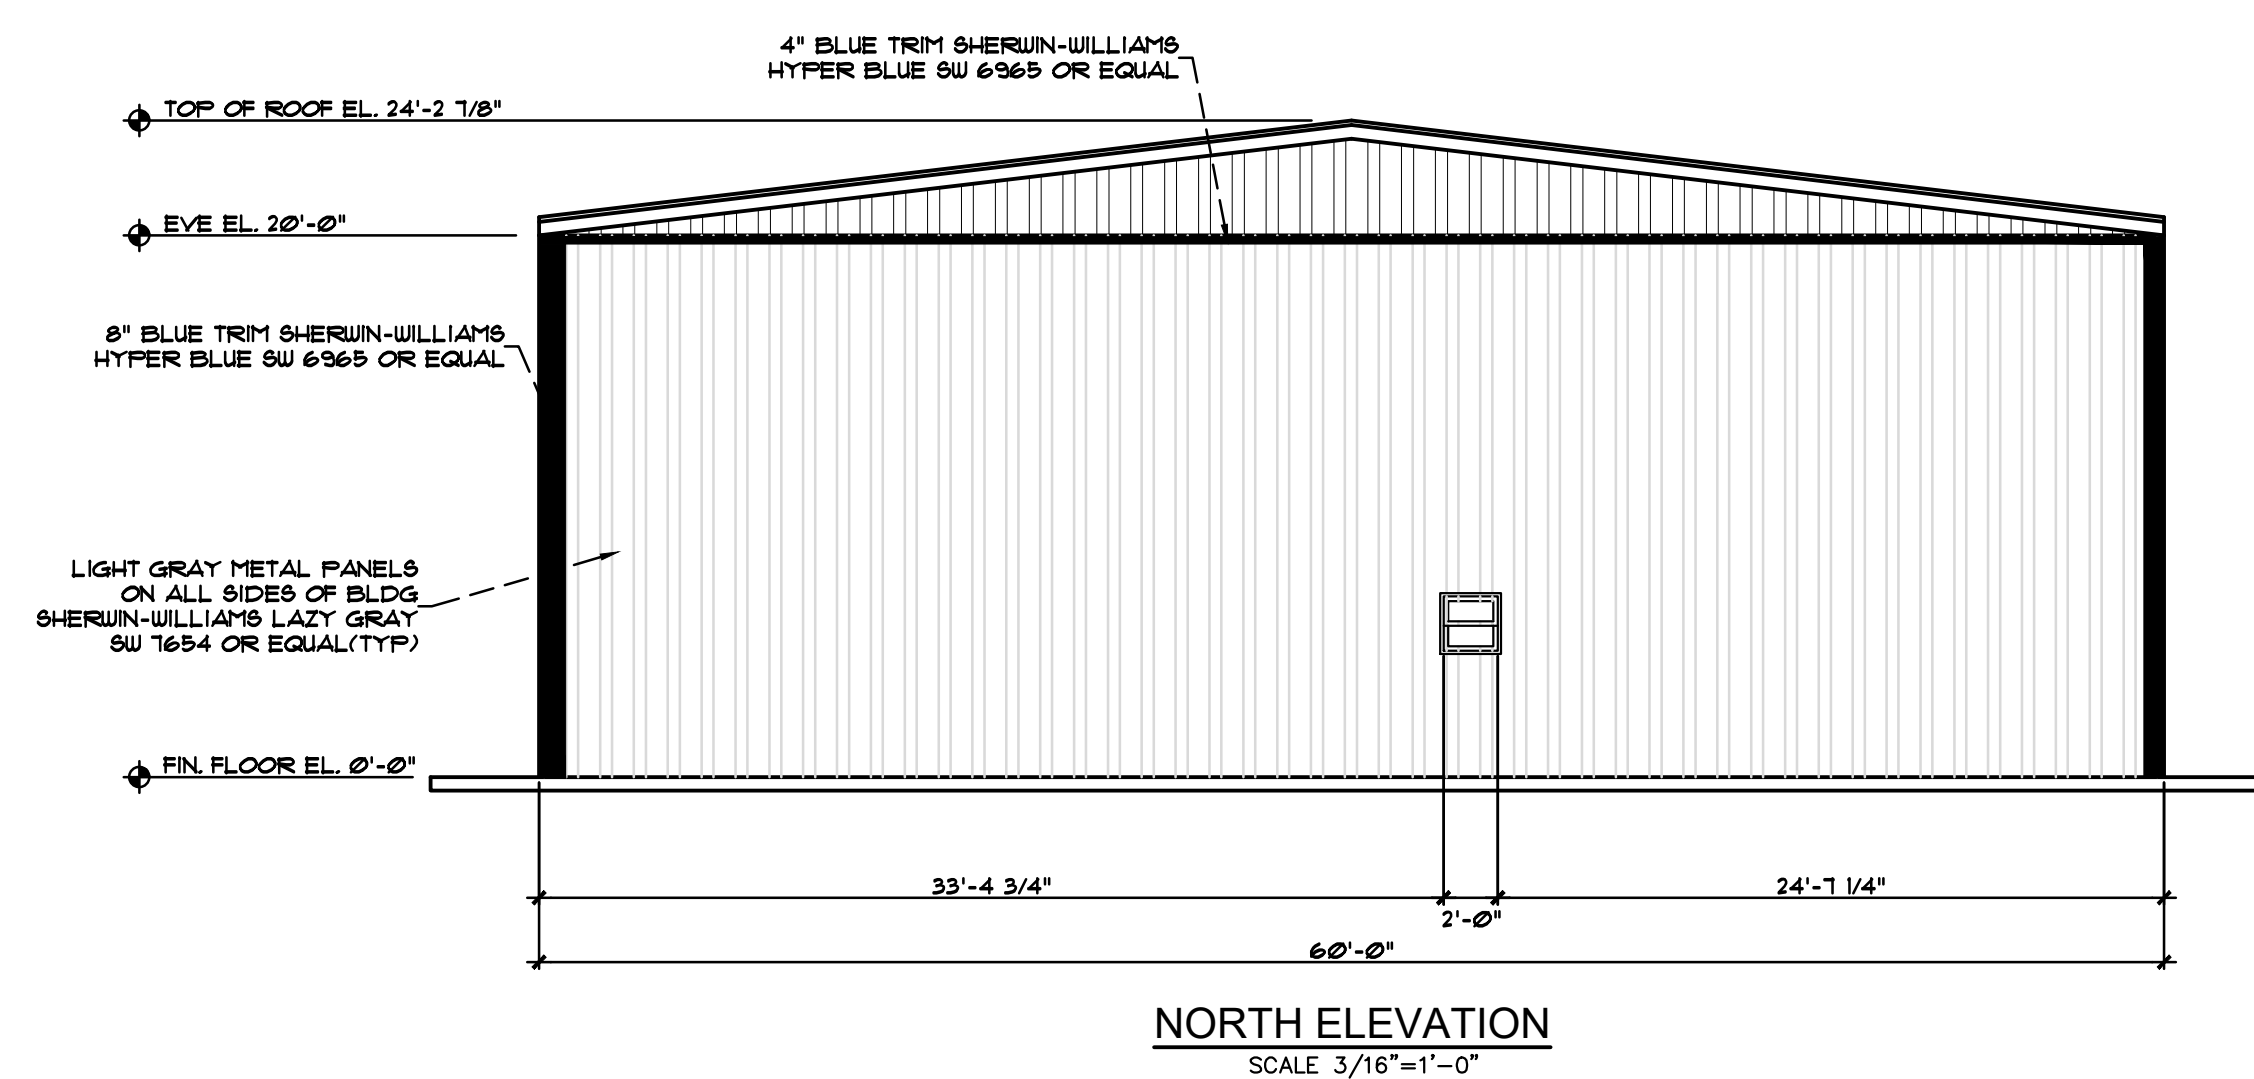 4" BLUE TRIM SHERWIN-WILLIAMS
HYPER BLUE SW 6965 OR EQUAL
TOP OF ROOF EL. 24'-2 7/8"
EVE EL. 20'-0"
8" BLUE TRIM SHERWIN-WILLIAMS
HYPER BLUE SW 6965 OR EQUAL
LIGHT GRAY METAL PANELS
ON ALL SIDES OF BLDG
SHERWIN-WILLIAMS LAZY GRAY
SW 7654 OR EQUAL(TYP)
FIN. FLOOR EL. 0'-0"
33'-4 3/4"
24'-7 1/4"
2'-0"
60'-0"
NORTH ELEVATION
SCALE 3/16"=1'-0"